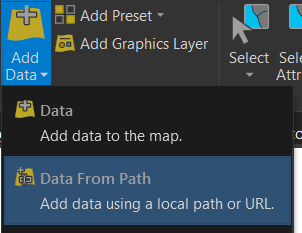 Add Preset
Add Graphics Layer
Add
Data
Select
Attr
Data
Add data to the map.
Data From Path
Add data using a local path or URL.